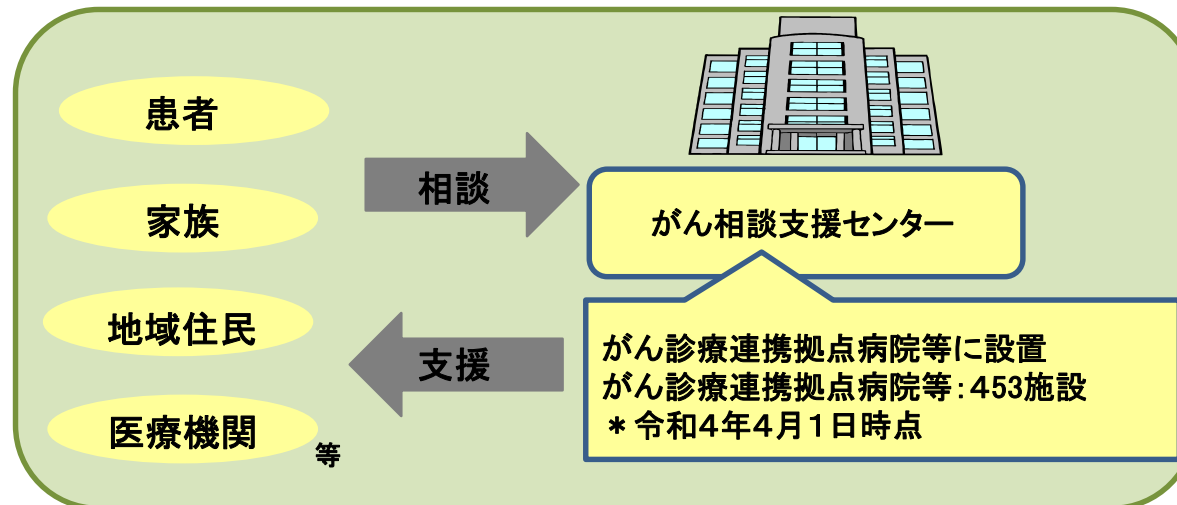 患者
家族
地域住民
医療機関
等
相談
支援
がん相談支援センター
がん診療連携拠点病院等に設置
がん診療連携拠点病院等:453施設
*令和4年4月1日時点